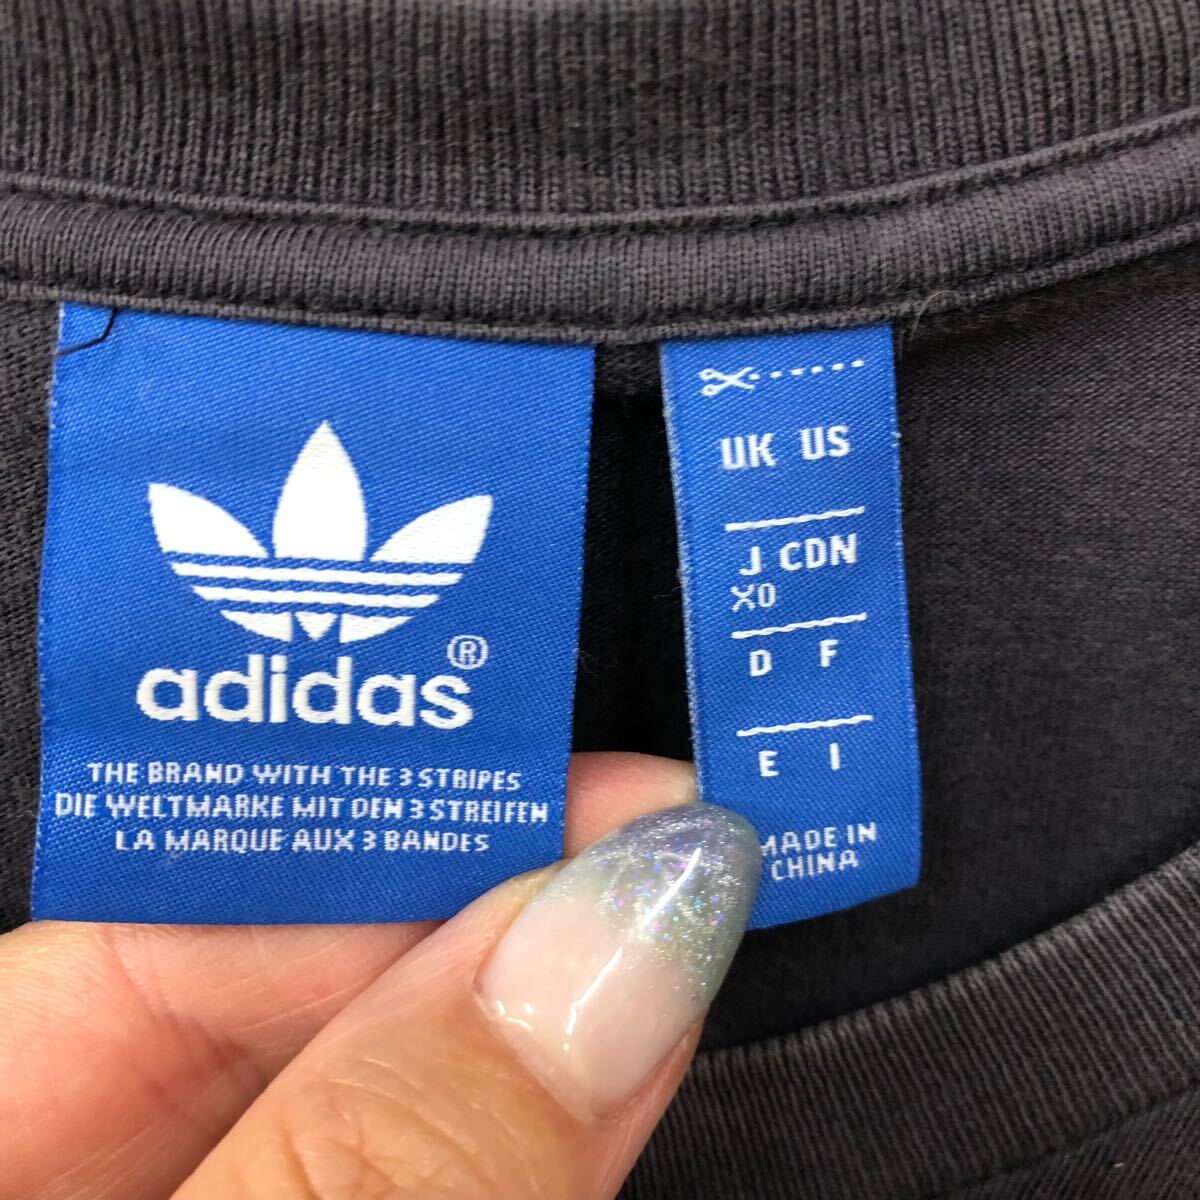 adidas®
THE BRAND WITH THE 3 STRIPES
DIE WELTMARKE MIT DEN 3 STREIFEN
LA MARQUE AUX 3 BANDES
UK US
J CDN
XO
D F
E I
MADE IN
CHINA